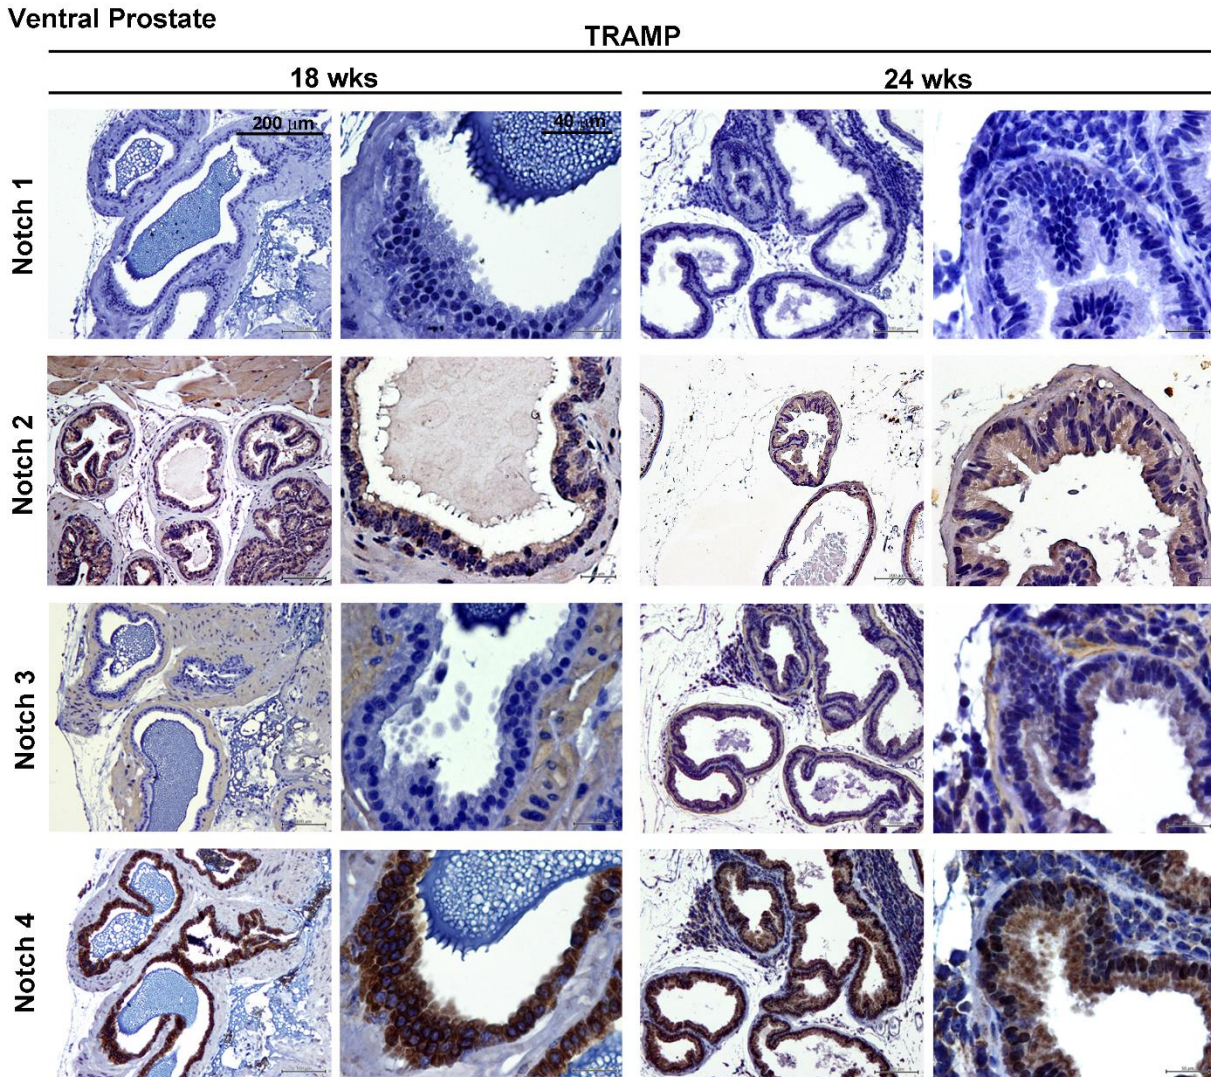 Ventral Prostate
TRAMP
18 wks
24 wks
Notch 1
200 μm
40 μm
Notch 2
Notch 3
Notch 4